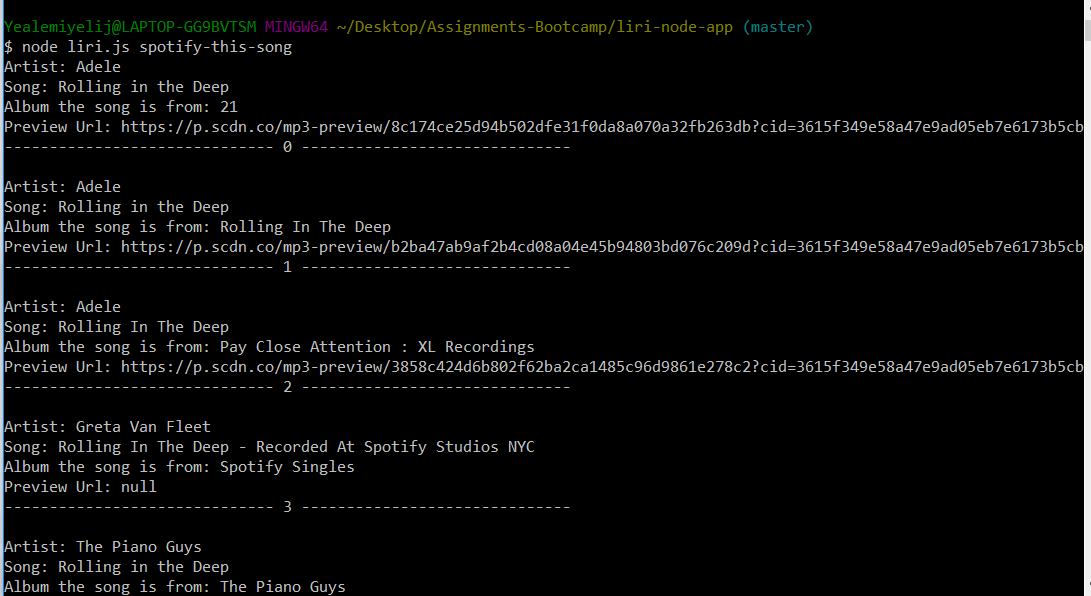 Yealemiyelij@LAPTOP-GG9BVTSM MINGW64 ~/Desktop/Assignments-Bootcamp/liri-node-app (master)
$ node liri.js spotify-this-song
Artist: Adele
Song: Rolling in the Deep
Album the song is from: 21
Preview Url: https://p.scdn.co/mp3-preview/8c174ce25d94b502dfe31f0da8a070a32fb263db?cid=3615f349e58a47e9ad05eb7e6173b5cb
------------------------------ 0 ------------------------------
Artist: Adele
Song: Rolling in the Deep
Album the song is from: Rolling In The Deep
Preview Url: https://p.scdn.co/mp3-preview/b2ba47ab9af2b4cd08a04e45b94803bd076c209d?cid=3615f349e58a47e9ad05eb7e6173b5cb
------------------------------ 1 ------------------------------
Artist: Adele
Song: Rolling In The Deep
Album the song is from: Pay Close Attention : XL Recordings
Preview Url: https://p.scdn.co/mp3-preview/3858c424d6b802f62ba2ca1485c96d9861e278c2?cid=3615f349e58a47e9ad05eb7e6173b5cb
------------------------------ 2 ------------------------------
Artist: Greta Van Fleet
Song: Rolling In The Deep - Recorded At Spotify Studios NYC
Album the song is from: Spotify Singles
Preview Url: null
------------------------------ 3 ------------------------------
Artist: The Piano Guys
Song: Rolling in the Deep
Album the song is from: The Piano Guys